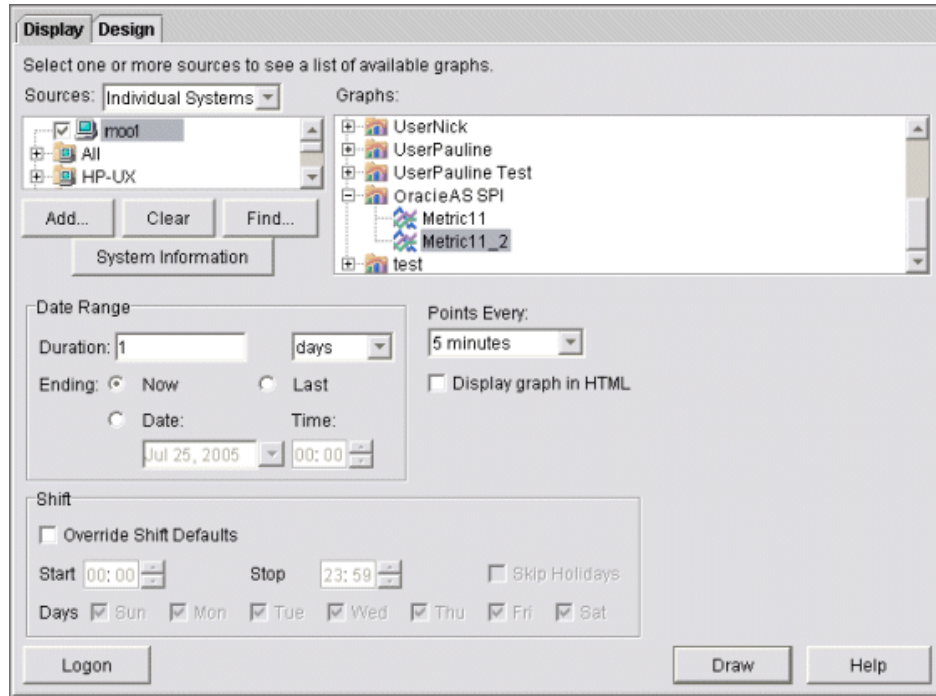 Display Design
Select one or more sources to see a list of available graphs.
Sources: Individual Systems
Graphs:
moof
All
HP-UX
UserNick
UserPauline
UserPauline Test
OracleAS SPI
Metric11
Metric11_2
test
Add... Clear Find...
System Information
Date Range
Duration: 1 days
Ending: Now Last
Date: Time:
Jul 25, 2005 00:00
Points Every:
5 minutes
Display graph in HTML
Shift
Override Shift Defaults
Start 00:00 Stop 23:59 Skip Holidays
Days Sun Mon Tue Wed Thu Fri Sat
Logon Draw Help